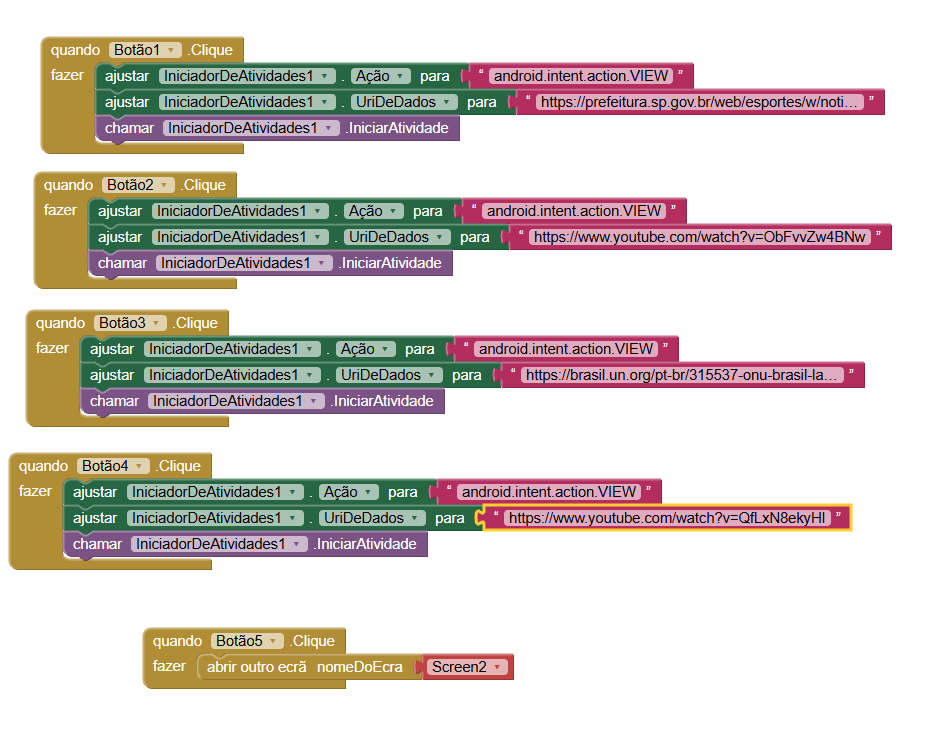 quando Botão1 .Clique
fazer ajustar IniciadorDeAtividades1 . Ação para “ android.intent.action.VIEW ”
ajustar IniciadorDeAtividades1 . UriDeDados para “ https://prefeitura.sp.gov.br/web/esportes/w/noti... ”
chamar IniciadorDeAtividades1 .IniciarAtividade
quando Botão2 .Clique
fazer ajustar IniciadorDeAtividades1 . Ação para “ android.intent.action.VIEW ”
ajustar IniciadorDeAtividades1 . UriDeDados para “ https://www.youtube.com/watch?v=ObFvvZw4BNw ”
chamar IniciadorDeAtividades1 .IniciarAtividade
quando Botão3 .Clique
fazer ajustar IniciadorDeAtividades1 . Ação para “ android.intent.action.VIEW ”
ajustar IniciadorDeAtividades1 . UriDeDados para “ https://brasil.un.org/pt-br/315537-onu-brasil-la... ”
chamar IniciadorDeAtividades1 .IniciarAtividade
quando Botão4 .Clique
fazer ajustar IniciadorDeAtividades1 . Ação para “ android.intent.action.VIEW ”
ajustar IniciadorDeAtividades1 . UriDeDados para “ https://www.youtube.com/watch?v=QfLxN8ekyHI ”
chamar IniciadorDeAtividades1 .IniciarAtividade
quando Botão5 .Clique
fazer abrir outro ecrã nomeDoEcra Screen2